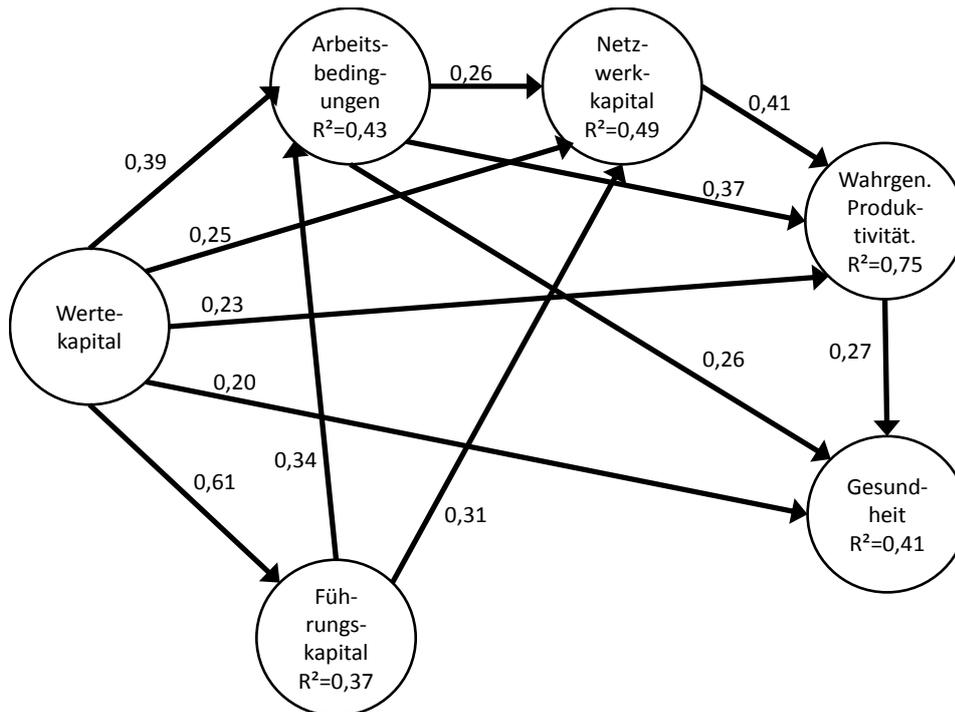 Arbeits-
beding-
ungen
R²=0,43
0,26
Netz-
werk-
kapital
R²=0,49
0,41
0,39
0,37
Wahrgen.
Produk-
tivität.
R²=0,75
0,25
Werte-
kapital
0,23
0,27
0,26
0,20
0,34
0,61
0,31
Gesund-
heit
R²=0,41
Füh-
rungs-
kapital
R²=0,37